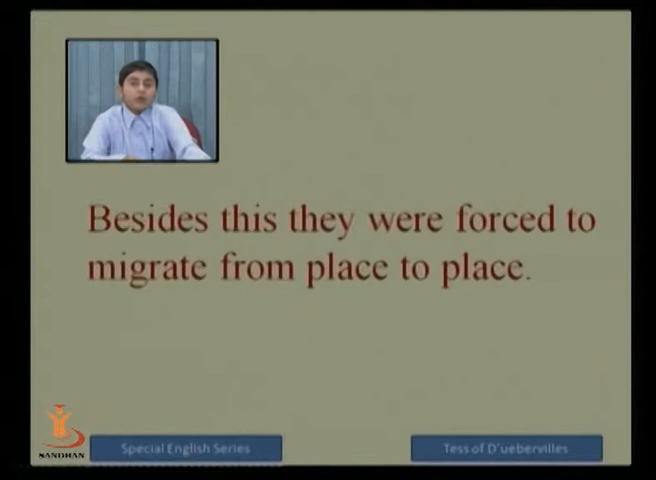 Besides this they were forced to
migrate from place to place.
SANDHAN
Special English Series
Tess of D'uebervilles